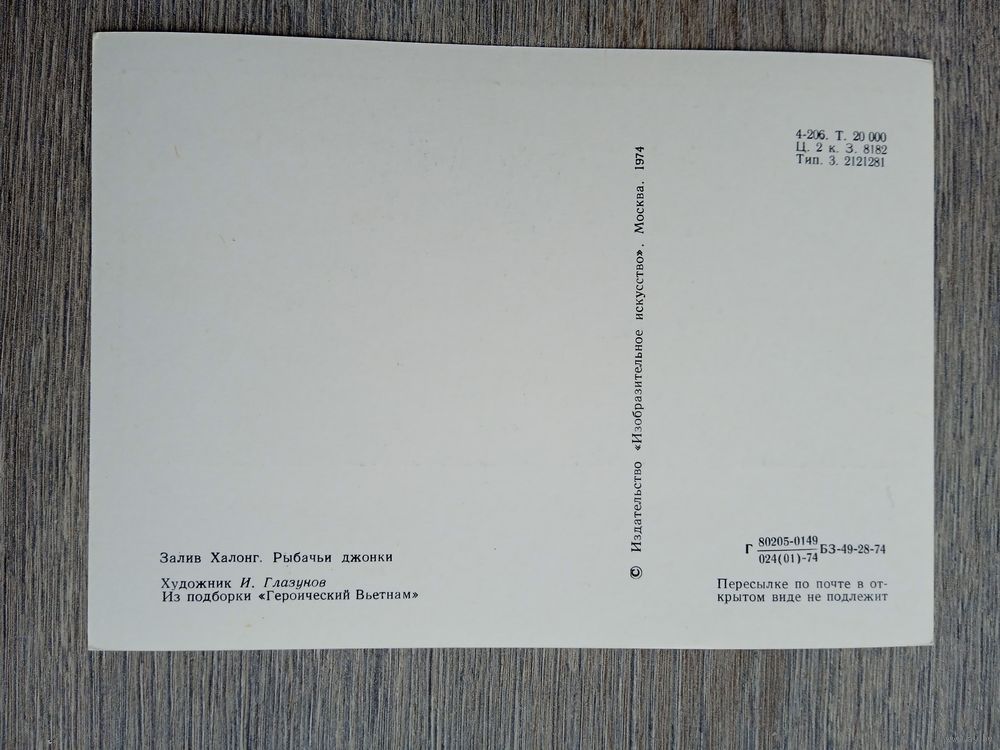 4-206. Т. 20 000
Ц. 2 к. З. 8182
Тип. 3. 2121281
© Издательство «Изобразительное искусство». Москва. 1974
Залив Халонг. Рыбачьи джонки
Художник И. Глазунов
Из подборки «Героический Вьетнам»
Г 80205-0149 БЗ-49-28-74
024(01)-74
Пересылке по почте в от-
крытом виде не подлежит